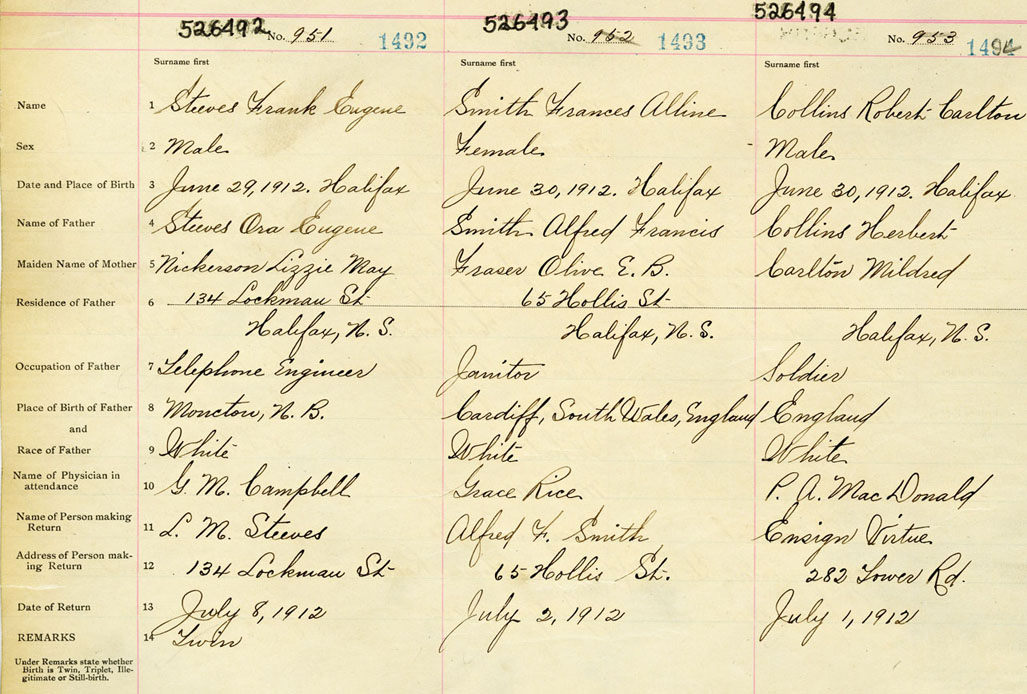 526492 526493 526494
No. 951 1492 No. 952 1493 No. 953 1494
Surname first Surname first Surname first
Name 1 Steeves Frank Eugene Smith Frances Alline Collins Robert Carlton
Sex 2 Male Female Male
Date and Place of Birth 3 June 29, 1912. Halifax June 30, 1912. Halifax June 30, 1912. Halifax
Name of Father 4 Steeves Ora Eugene Smith Alfred Francis Collins Herbert
Maiden Name of Mother 5 Nickerson Lizzie May Fraser Olive E. B. Carlton Mildred
Residence of Father 6 134 Lockman St 65 Hollis St
Halifax, N. S. Halifax, N. S. Halifax, N. S.
Occupation of Father 7 Telephone Engineer Janitor Soldier
Place of Birth of Father 8 Moncton, N. B. Cardiff, South Wales, England England
and
Race of Father 9 White White White
Name of Physician in
attendance 10 G. M. Campbell Grace Rice P. A. MacDonald
Name of Person making
Return 11 L. M. Steeves Alfred F. Smith Ensign Virtue
Address of Person mak-
ing Return 12 134 Lockman St 65 Hollis St. 282 Tower Rd.
Date of Return 13 July 8, 1912 July 2, 1912 July 1, 1912
REMARKS 14 Twin
Under Remarks state whether
Birth is Twin, Triplet, Ille-
gitimate or Still-birth.